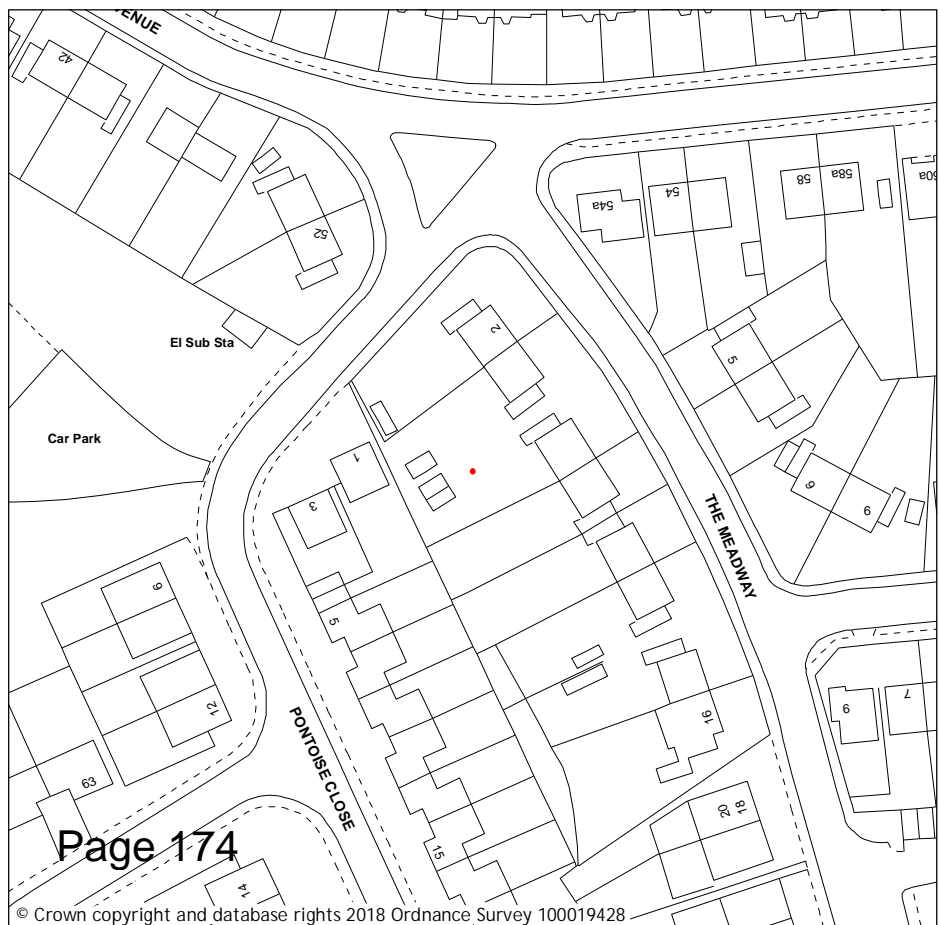 VENUE
42
52
El Sub Sta
Car Park
54a
54
58
58a
60a
2
5
1
3
5
6
9
THE MEADWAY
9
12
63
PONTOISE CLOSE
16
9
7
20
18
15
14
Page 174
© Crown copyright and database rights 2018 Ordnance Survey 100019428